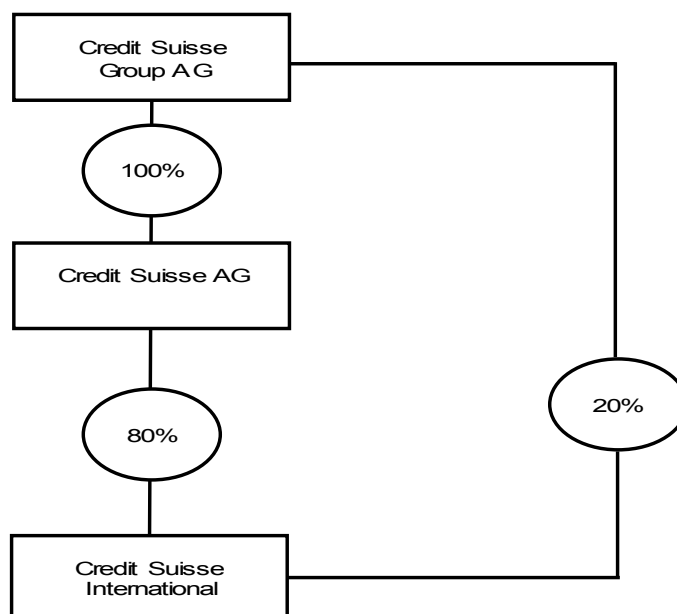 Credit Suisse
Group AG
100%
Credit Suisse AG
80%
20%
Credit Suisse
International